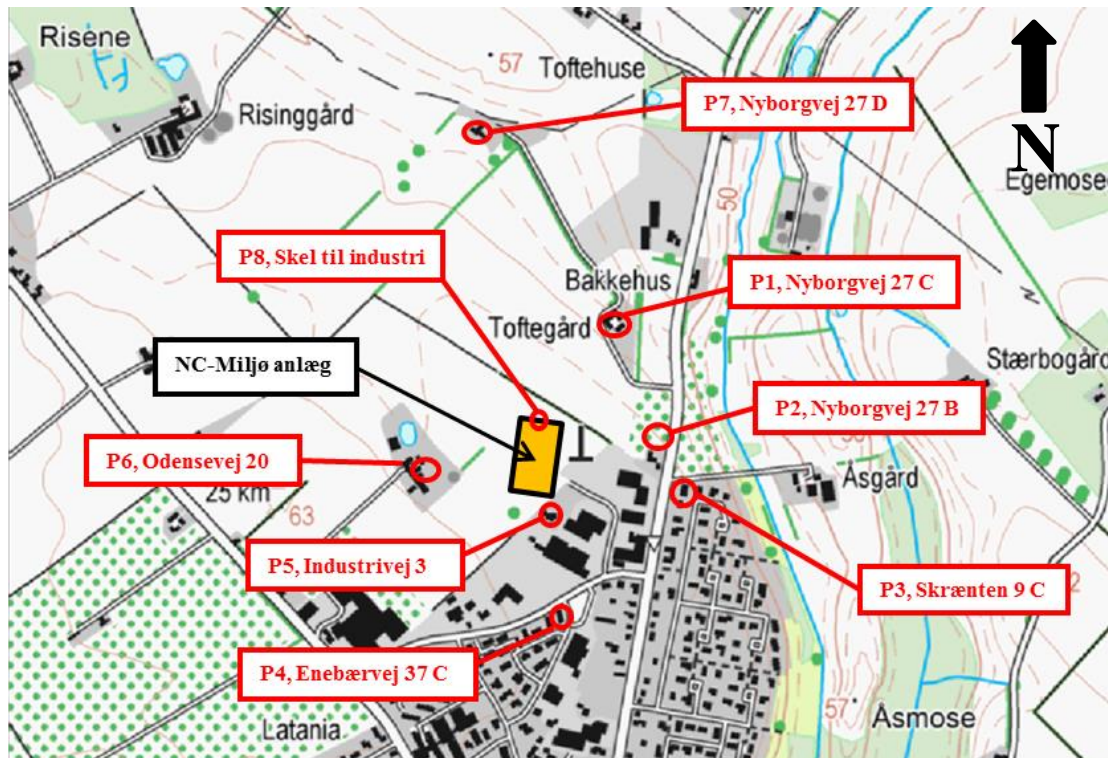 Risene
57
Toftehuse
N
P7, Nyborgvej 27 D
Risinggård
Egemose
50
P8, Skel til industri
Bakkehus
P1, Nyborgvej 27 C
Toftegård
NC-Miljø anlæg
Stærbogård
P2, Nyborgvej 27 B
P6, Odensevej 20
25 km
63
Åsgård
P5, Industrivej 3
P3, Skrænten 9 C
P4, Enebærvej 37 C
57
Åsmose
Latania